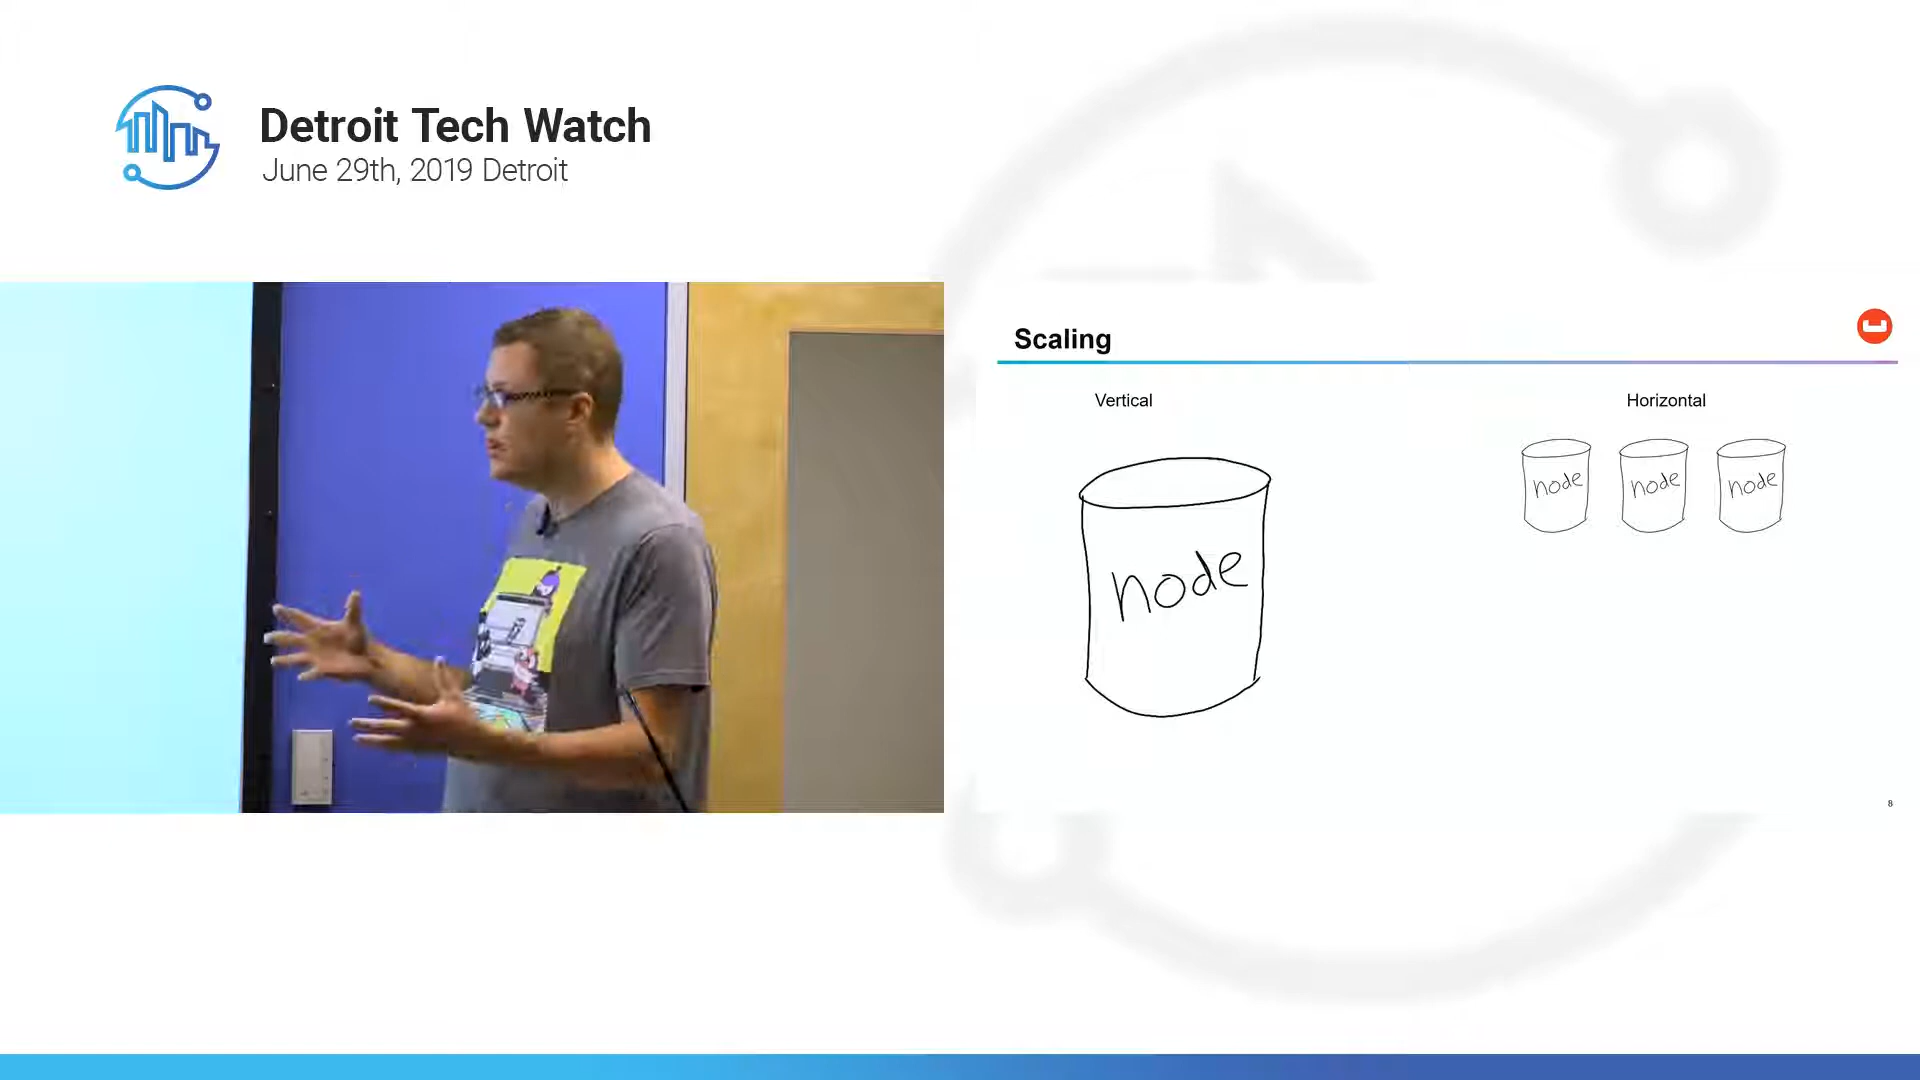 Detroit Tech Watch
June 29th, 2019 Detroit
Scaling
Vertical
Horizontal
node
node
node
node
8